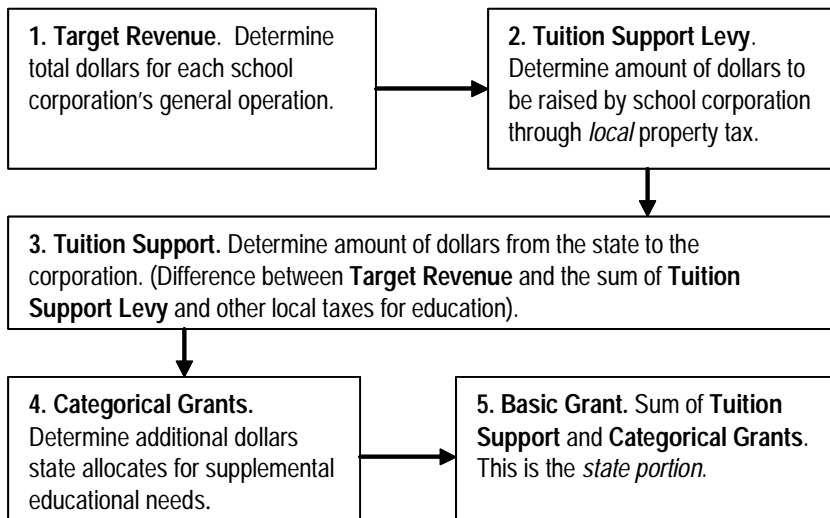 1. Target Revenue. Determine
total dollars for each school
corporation's general operation.
2. Tuition Support Levy.
Determine amount of dollars to
be raised by school corporation
through local property tax.
3. Tuition Support. Determine amount of dollars from the state to the
corporation. (Difference between Target Revenue and the sum of Tuition
Support Levy and other local taxes for education).
4. Categorical Grants.
Determine additional dollars
state allocates for supplemental
educational needs.
5. Basic Grant. Sum of Tuition
Support and Categorical Grants.
This is the state portion.